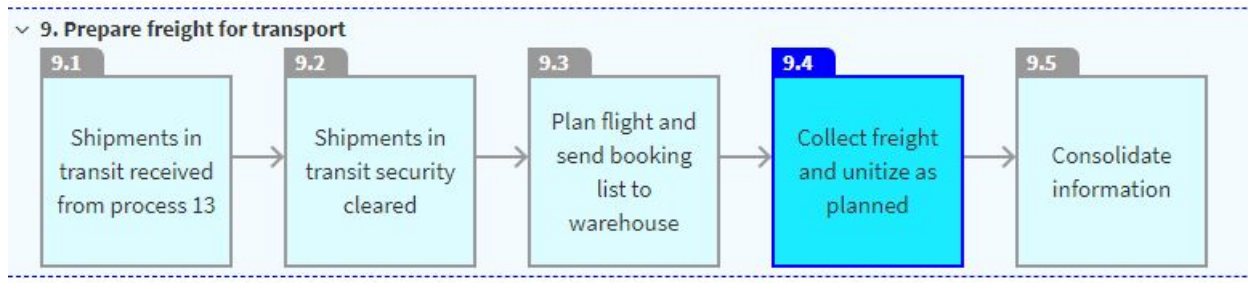 9. Prepare freight for transport
9.1
Shipments in
transit received
from process 13
9.2
Shipments in
transit security
cleared
9.3
Plan flight and
send booking
list to
warehouse
9.4
Collect freight
and unitize as
planned
9.5
Consolidate
information